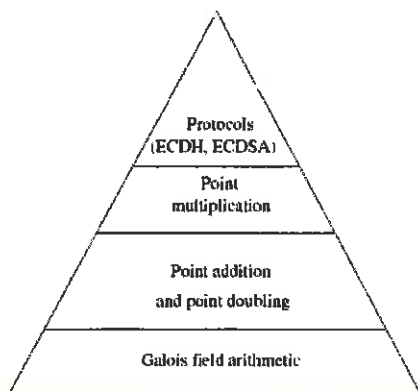 Protocols
(ECDH, ECDSA)
Point
multiplication
Point addition
and point doubling
Galois field arithmetic